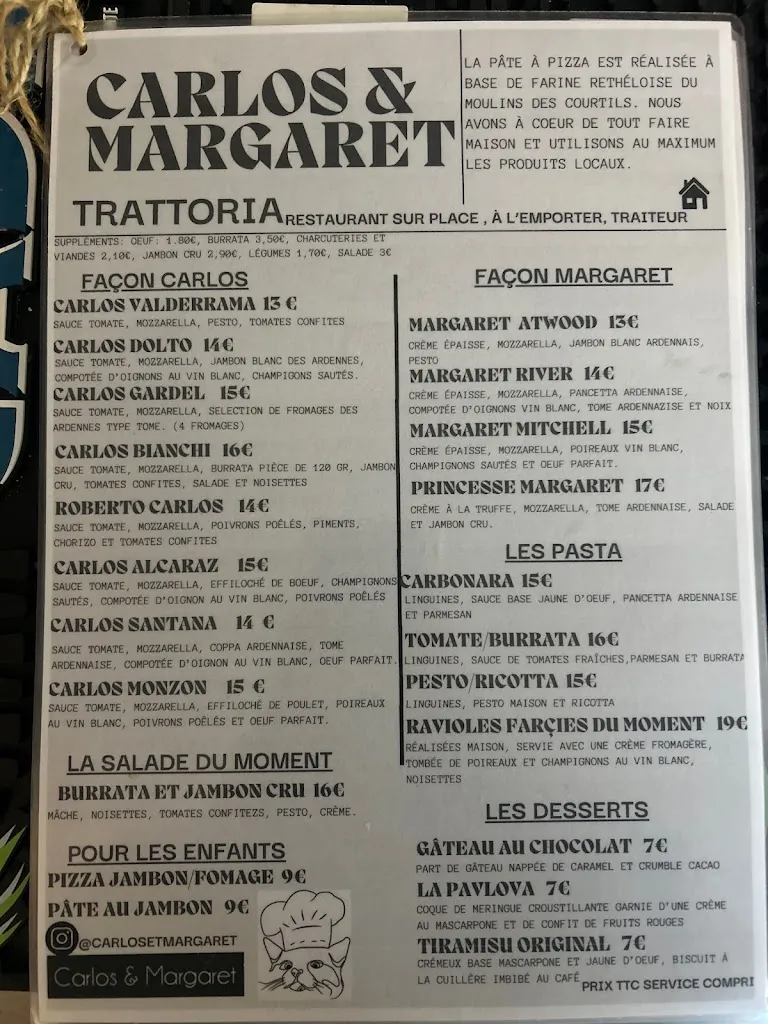 CARLOS &
MARGARET
LA PÂTE À PIZZA EST RÉALISÉE À
BASE DE FARINE RETHÉLOISE DU
MOULINS DES COURTILS. NOUS
AVONS À COEUR DE TOUT FAIRE
MAISON ET UTILISONS AU MAXIMUM
LES PRODUITS LOCAUX.
TRATTORIA RESTAURANT SUR PLACE , À L'EMPORTER, TRAITEUR
SUPPLÉMENTS: OEUF: 1.80€, BURRATA 3,50€, CHARCUTERIES ET
VIANDES 2,10€, JAMBON CRU 2,90€, LÉGUMES 1,70€, SALADE 3€
FAÇON CARLOS
CARLOS VALDERRAMA 13 €
SAUCE TOMATE, MOZZARELLA, PESTO, TOMATES CONFITES
CARLOS DOLTO 14€
SAUCE TOMATE, MOZZARELLA, JAMBON BLANC DES ARDENNES,
COMPOTÉE D'OIGNONS AU VIN BLANC, CHAMPIGONS SAUTÉS.
CARLOS GARDEL 15€
SAUCE TOMATE, MOZZARELLA, SELECTION DE FROMAGES DES
ARDENNES TYPE TOME. (4 FROMAGES)
CARLOS BIANCHI 16€
SAUCE TOMATE, MOZZARELLA, BURRATA PIÈCE DE 120 GR, JAMBON
CRU, TOMATES CONFITES, SALADE ET NOISETTES
ROBERTO CARLOS 14€
SAUCE TOMATE, MOZZARELLA, POIVRONS POÊLÉS, PIMENTS,
CHORIZO ET TOMATES CONFITES
CARLOS ALCARAZ 15€
SAUCE TOMATE, MOZZARELLA, EFFILOCHÉ DE BOEUF, CHAMPIGNONS
SAUTÉS, COMPOTÉE D'OIGNON AU VIN BLANC, POIVRONS POÊLÉS
CARLOS SANTANA 14 €
SAUCE TOMATE, MOZZARELLA, COPPA ARDENNAISE, TOME
ARDENNAISE, COMPOTÉE D'OIGNON AU VIN BLANC, OEUF PARFAIT.
CARLOS MONZON 15 €
SAUCE TOMATE, MOZZARELLA, EFFILOCHÉ DE POULET, POIREAUX
AU VIN BLANC, POIVRONS POÊLÉS ET OEUF PARFAIT.
LA SALADE DU MOMENT
BURRATA ET JAMBON CRU 16€
MÂCHE, NOISETTES, TOMATES CONFITEZS, PESTO, CRÈME.
POUR LES ENFANTS
PIZZA JAMBON/FOMAGE 9€
PÂTE AU JAMBON 9€
@CARLOSETMARGARET
Carlos & Margaret
FAÇON MARGARET
MARGARET ATWOOD 13€
CRÈME ÉPAISSE, MOZZARELLA, JAMBON BLANC ARDENNAIS,
PESTO
MARGARET RIVER 14€
CRÈME ÉPAISSE, MOZZARELLA, PANCETTA ARDENNAISE,
COMPOTÉE D'OIGNONS VIN BLANC, TOME ARDENNAZISE ET NOIX
MARGARET MITCHELL 15€
CRÈME ÉPAISSE, MOZZARELLA, POIREAUX VIN BLANC,
CHAMPIGNONS SAUTÉS ET OEUF PARFAIT.
PRINCESSE MARGARET 17€
CRÈME À LA TRUFFE, MOZZARELLA, TOME ARDENNAISE, SALADE
ET JAMBON CRU.
LES PASTA
CARBONARA 15€
LINGUINES, SAUCE BASE JAUNE D'OEUF, PANCETTA ARDENNAISE
ET PARMESAN
TOMATE/BURRATA 16€
LINGUINES, SAUCE DE TOMATES FRAÎCHES,PARMESAN ET BURRATA
PESTO/RICOTTA 15€
LINGUINES, PESTO MAISON ET RICOTTA
RAVIOLES FARÇIES DU MOMENT 19€
RÉALISÉES MAISON, SERVIE AVEC UNE CRÈME FROMAGÈRE,
TOMBÉE DE POIREAUX ET CHAMPIGNONS AU VIN BLANC,
NOISETTES
LES DESSERTS
GÂTEAU AU CHOCOLAT 7€
PART DE GÂTEAU NAPPÉE DE CARAMEL ET CRUMBLE CACAO
LA PAVLOVA 7€
COQUE DE MERINGUE CROUSTILLANTE GARNIE D'UNE CRÈME
AU MASCARPONE ET DE CONFIT DE FRUITS ROUGES
TIRAMISU ORIGINAL 7€
CRÉMEUX BASE MASCARPONE ET JAUNE D'OEUF, BISCUIT À
LA CUILLÈRE IMBIBÉ AU CAFÉ
PRIX TTC SERVICE COMPRI